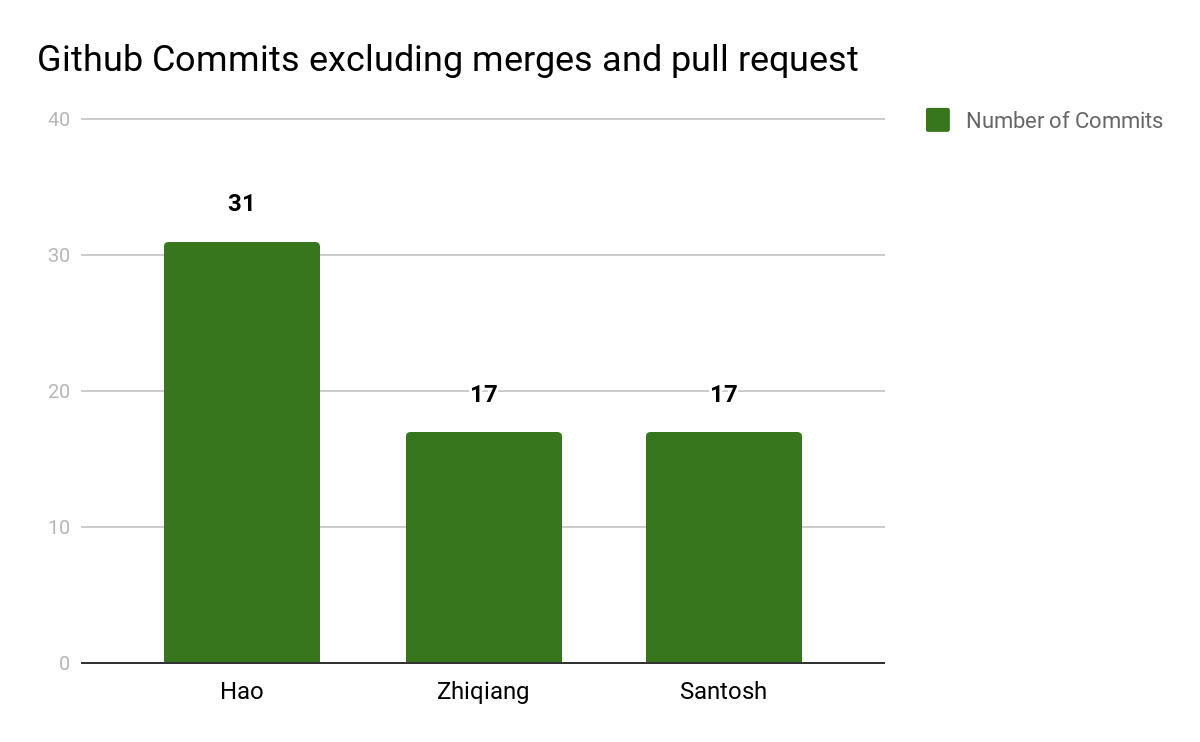 Github Commits excluding merges and pull request
40
Number of Commits
31
30
20
17
17
10
0
Hao
Zhiqiang
Santosh